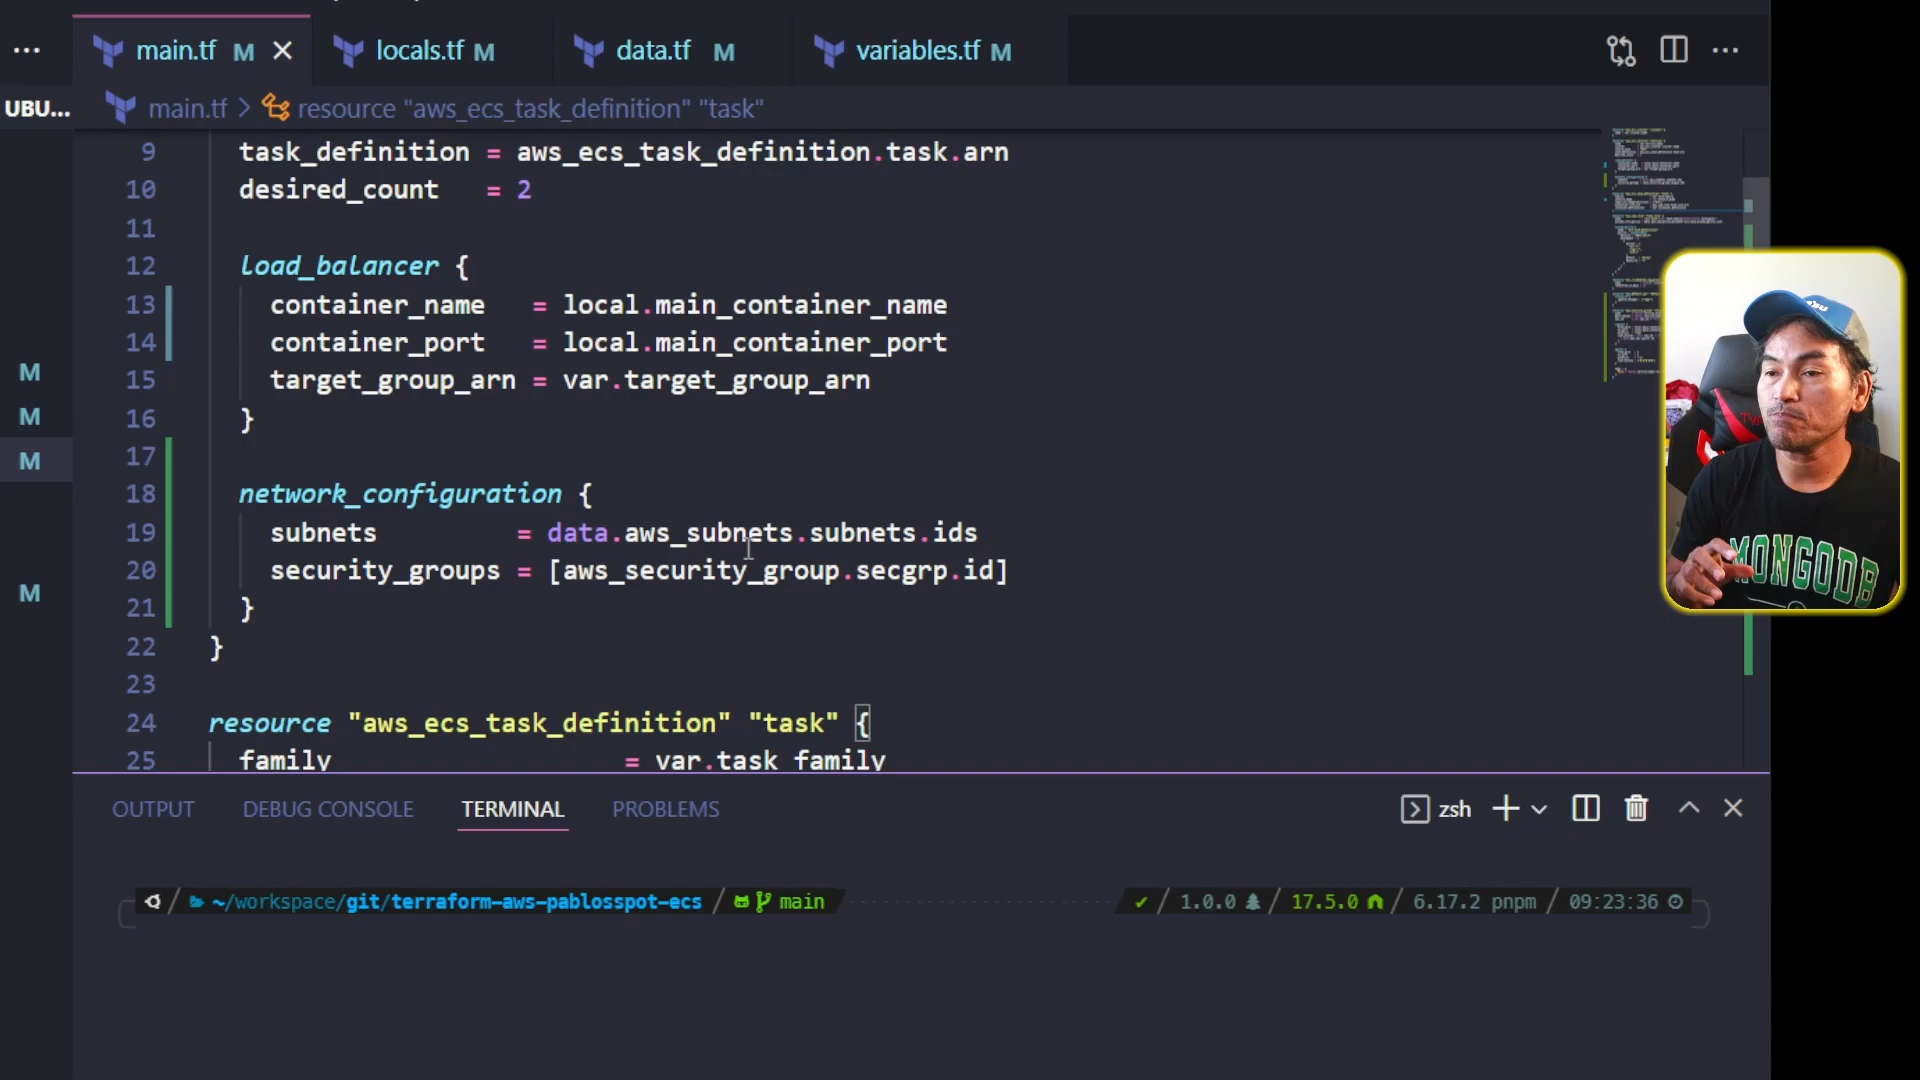 main.tf M
locals.tf M
data.tf M
variables.tf M
UBU...
main.tf > resource "aws_ecs_task_definition" "task"
9 task_definition = aws_ecs_task_definition.task.arn
10 desired_count = 2
11
12 load_balancer {
13 container_name = local.main_container_name
14 container_port = local.main_container_port
15 target_group_arn = var.target_group_arn
M
16 }
M
17
M
18 network_configuration {
19 subnets = data.aws_subnets.subnets.ids
20 security_groups = [aws_security_group.secgrp.id]
M
21 }
22 }
23
24 resource "aws_ecs_task_definition" "task" {
25 family = var.task_family
MONGODB
OUTPUT DEBUG CONSOLE TERMINAL PROBLEMS
zsh
~/workspace/git/terraform-aws-pablosspot-ecs / main
1.0.0 / 17.5.0 / 6.17.2 pnpm / 09:23:36